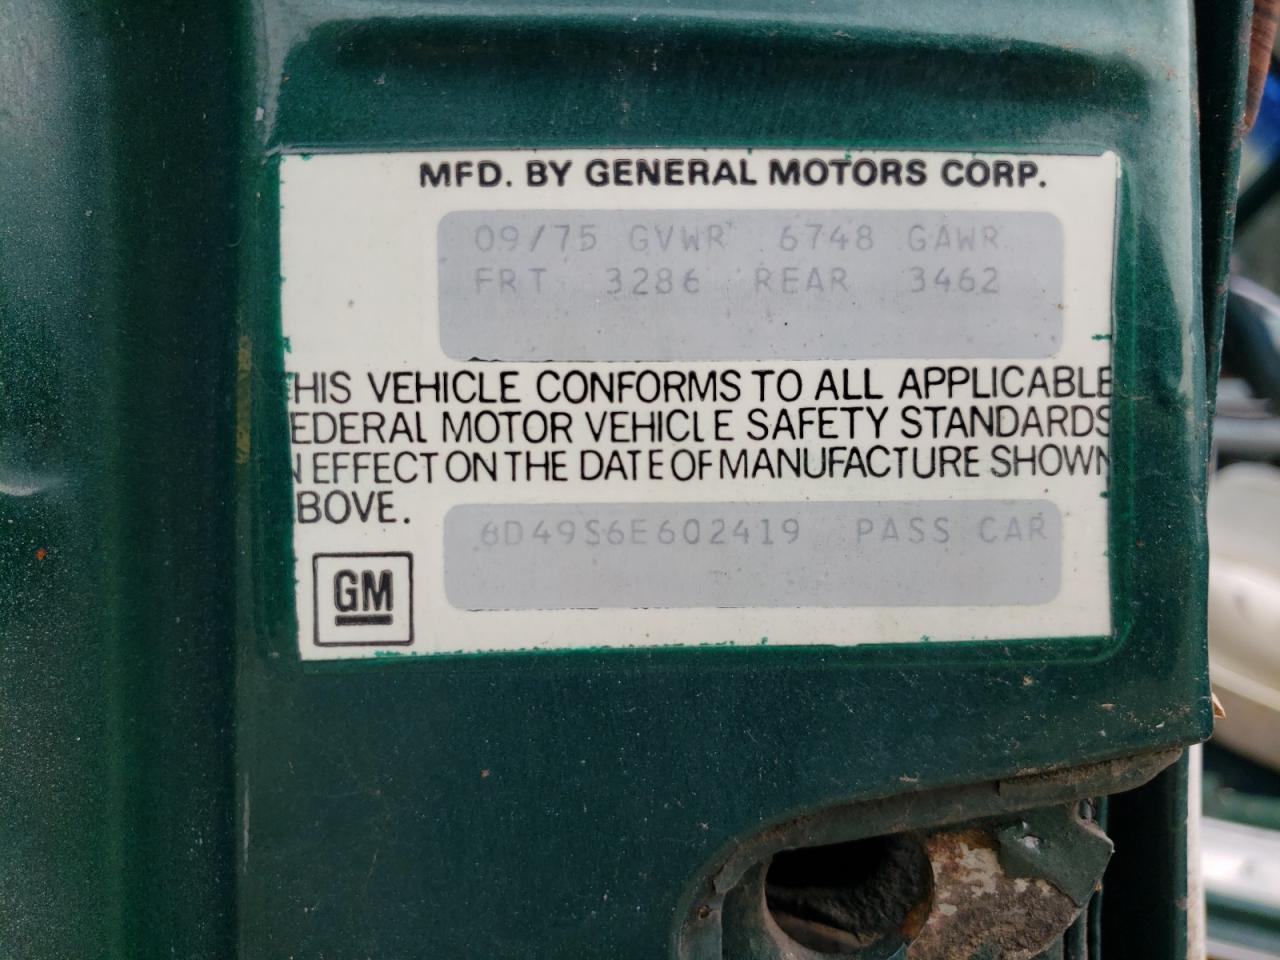 MFD. BY GENERAL MOTORS CORP.
09/75 GVWR 6748 GAWR
FRT 3286 REAR 3462
HIS VEHICLE CONFORMS TO ALL APPLICABLE
EDERAL MOTOR VEHICLE SAFETY STANDARDS
N EFFECT ON THE DATE OF MANUFACTURE SHOWN
BOVE.
6D49S6E602419 PASS CAR
GM